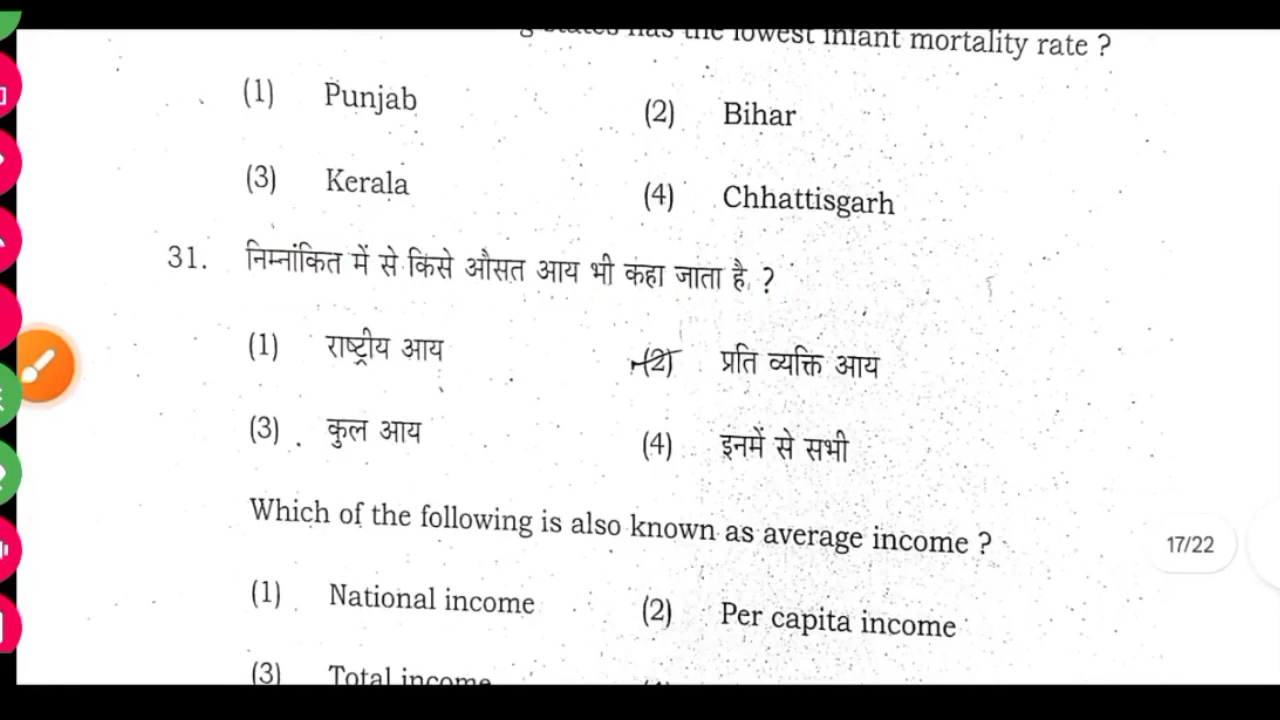 states has the lowest infant mortality rate ?
(1) Punjab (2) Bihar
(3) Kerala (4) Chhattisgarh
31. निम्नांकित में से किसे औसत आय भी कहा जाता है ?
(1) राष्ट्रीय आय (2) प्रति व्यक्ति आय
(3) कुल आय (4) इनमें से सभी
Which of the following is also known as average income ?
17/22
(1) National income (2) Per capita income
(3) Total income